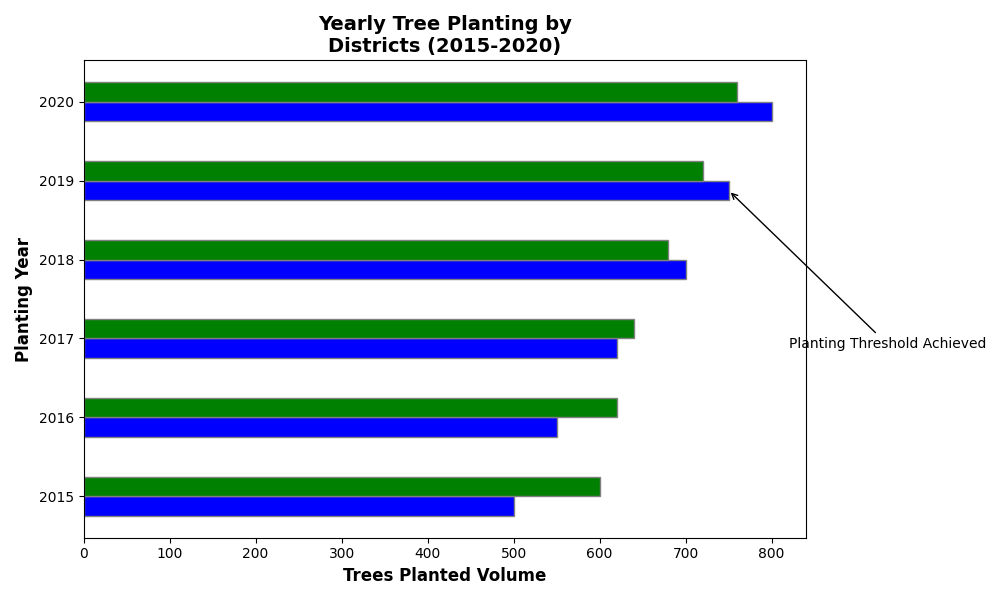 Yearly Tree Planting by
Districts (2015-2020)
Planting Year
2020
2019
2018
2017
2016
2015
Planting Threshold Achieved
0 100 200 300 400 500 600 700 800
Trees Planted Volume